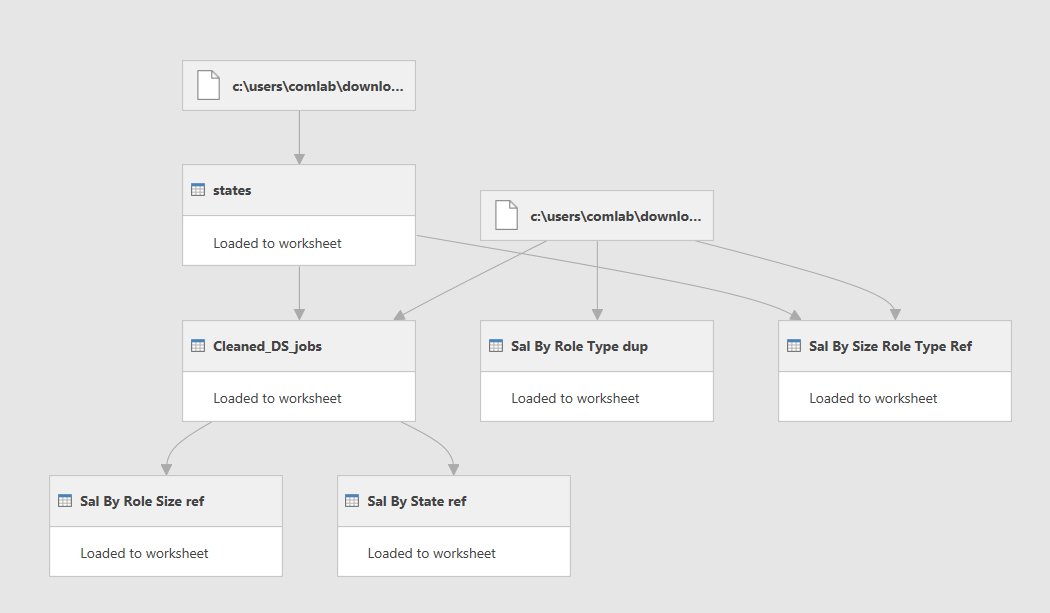 c:\users\comlab\downlo...
states
Loaded to worksheet
c:\users\comlab\downlo...
Cleaned_DS_jobs
Loaded to worksheet
Sal By Role Type dup
Loaded to worksheet
Sal By Size Role Type Ref
Loaded to worksheet
Sal By Role Size ref
Loaded to worksheet
Sal By State ref
Loaded to worksheet